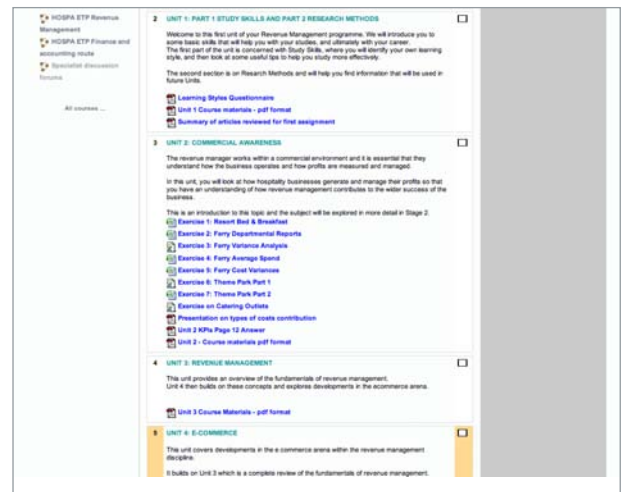 HOSPA ETP Revenue
Management
HOSPA ETP Finance and
accounting route
Specialist discussion
forums
All courses ...
2 UNIT 1: PART 1 STUDY SKILLS AND PART 2 RESEARCH METHODS
Welcome to the first unit of your Revenue Management programme. We will introduce you to
some basic skills that will help you with your studies, and ultimately with your career.
The first part of the unit is concerned with Study Skills, where you will identify your own learning
style, and then look at some useful tips to help you study more effectively.
The second section is on Research Methods and will help you find information that will be used in
future Units.
Learning Styles Questionnaire
Unit 1 Course materials - pdf format
Summary of articles reviewed for first assignment
3 UNIT 2: COMMERCIAL AWARENESS
The revenue manager works within a commercial environment and it is essential that they
understand how the business operates and how profits are measured and managed.
In this unit, you will look at how hospitality businesses generate and manage their profits so that
you have an understanding of how revenue management contributes to the wider success of the
business.
This is an introduction to this topic and the subject will be explored in more detail in Stage 2.
Exercise 1: Resort Bed & Breakfast
Exercise 2: Ferry Departmental Reports
Exercise 3: Ferry Variance Analysis
Exercise 4: Ferry Average Spend
Exercise 5: Ferry Cost Variances
Exercise 6: Theme Park Part 1
Exercise 7: Theme Park Part 2
Exercise on Catering Outlets
Presentation on types of costs contribution
Unit 2 KPIs Page 12 Answer
Unit 2 - Course materials pdf format
4 UNIT 3: REVENUE MANAGEMENT
This unit provides an overview of the fundamentals of revenue management.
Unit 4 then builds on these concepts and explores developments in the ecommerce arena.
Unit 3 Course Materials - pdf format
5 UNIT 4: E-COMMERCE
This unit covers developments in the e commerce arena within the revenue management
discipline.
It builds on Unit 3 which is a complete review of the fundamentals of revenue management.